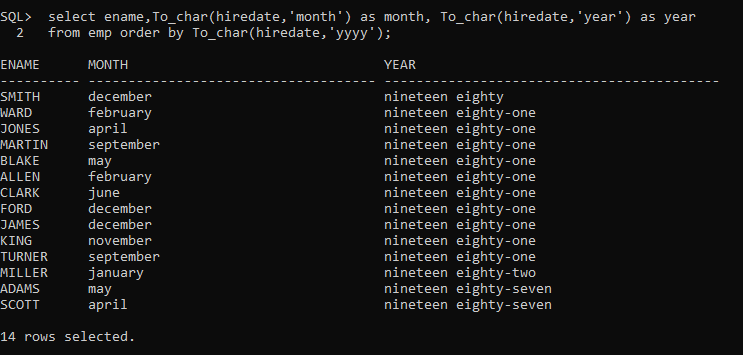 SQL>  select ename,To_char(hiredate,'month') as month, To_char(hiredate,'year') as year
  2   from emp order by To_char(hiredate,'yyyy');
ENAME      MONTH                                YEAR
---------- ------------------------------------ ------------------------------------------
SMITH      december                             nineteen eighty
WARD       february                             nineteen eighty-one
JONES      april                                nineteen eighty-one
MARTIN     september                            nineteen eighty-one
BLAKE      may                                  nineteen eighty-one
ALLEN      february                             nineteen eighty-one
CLARK      june                                 nineteen eighty-one
FORD       december                             nineteen eighty-one
JAMES      december                             nineteen eighty-one
KING       november                             nineteen eighty-one
TURNER     september                            nineteen eighty-one
MILLER     january                              nineteen eighty-two
ADAMS      may                                  nineteen eighty-seven
SCOTT      april                                nineteen eighty-seven
14 rows selected.